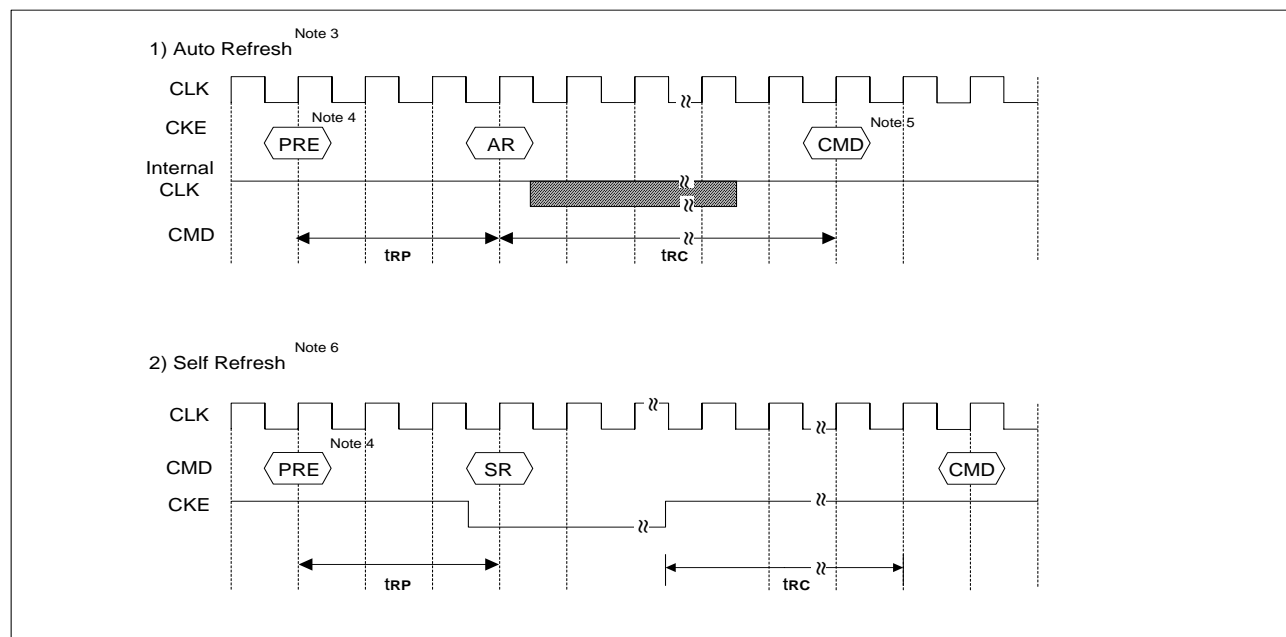 1) Auto Refresh Note 3
CLK
CKE
PRE
Note 4
AR
CMD
Note 5
Internal
CLK
CMD
tRP
tRC
2) Self Refresh Note 6
CLK
CMD
PRE
Note 4
SR
CMD
CKE
tRP
tRC